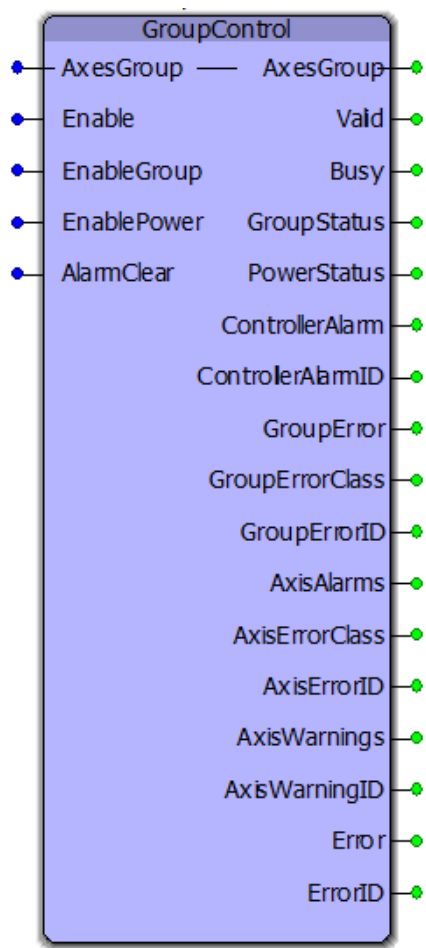 GroupControl
AxesGroup AxesGroup
Enable Valid
EnableGroup Busy
EnablePower GroupStatus
AlarmClear PowerStatus
ControllerAlarm
ControlerAlarmID
GroupError
GroupErrorClass
GroupErrorID
AxisAlarms
AxisErrorClass
AxisErrorID
AxisWarnings
AxisWarningID
Error
ErrorID